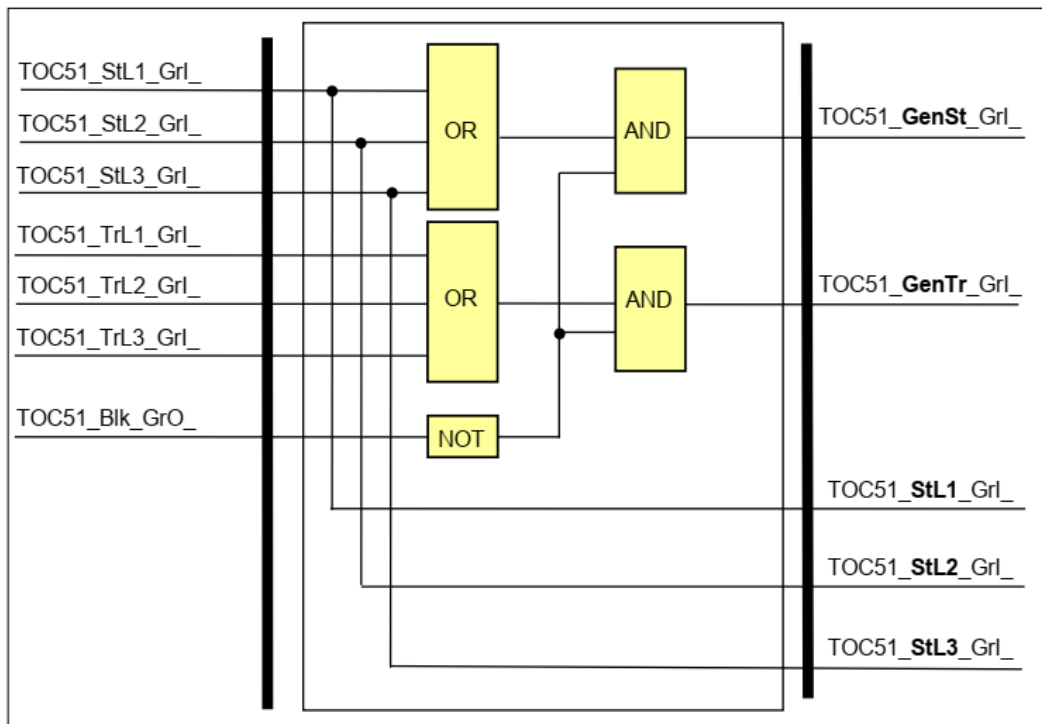 TOC51_StL1_GrI_
TOC51_StL2_GrI_
TOC51_StL3_GrI_
TOC51_TrL1_GrI_
TOC51_TrL2_GrI_
TOC51_TrL3_GrI_
TOC51_Blk_GrO_
OR
OR
NOT
AND
AND
TOC51_GenSt_GrI_
TOC51_GenTr_GrI_
TOC51_StL1_GrI_
TOC51_StL2_GrI_
TOC51_StL3_GrI_